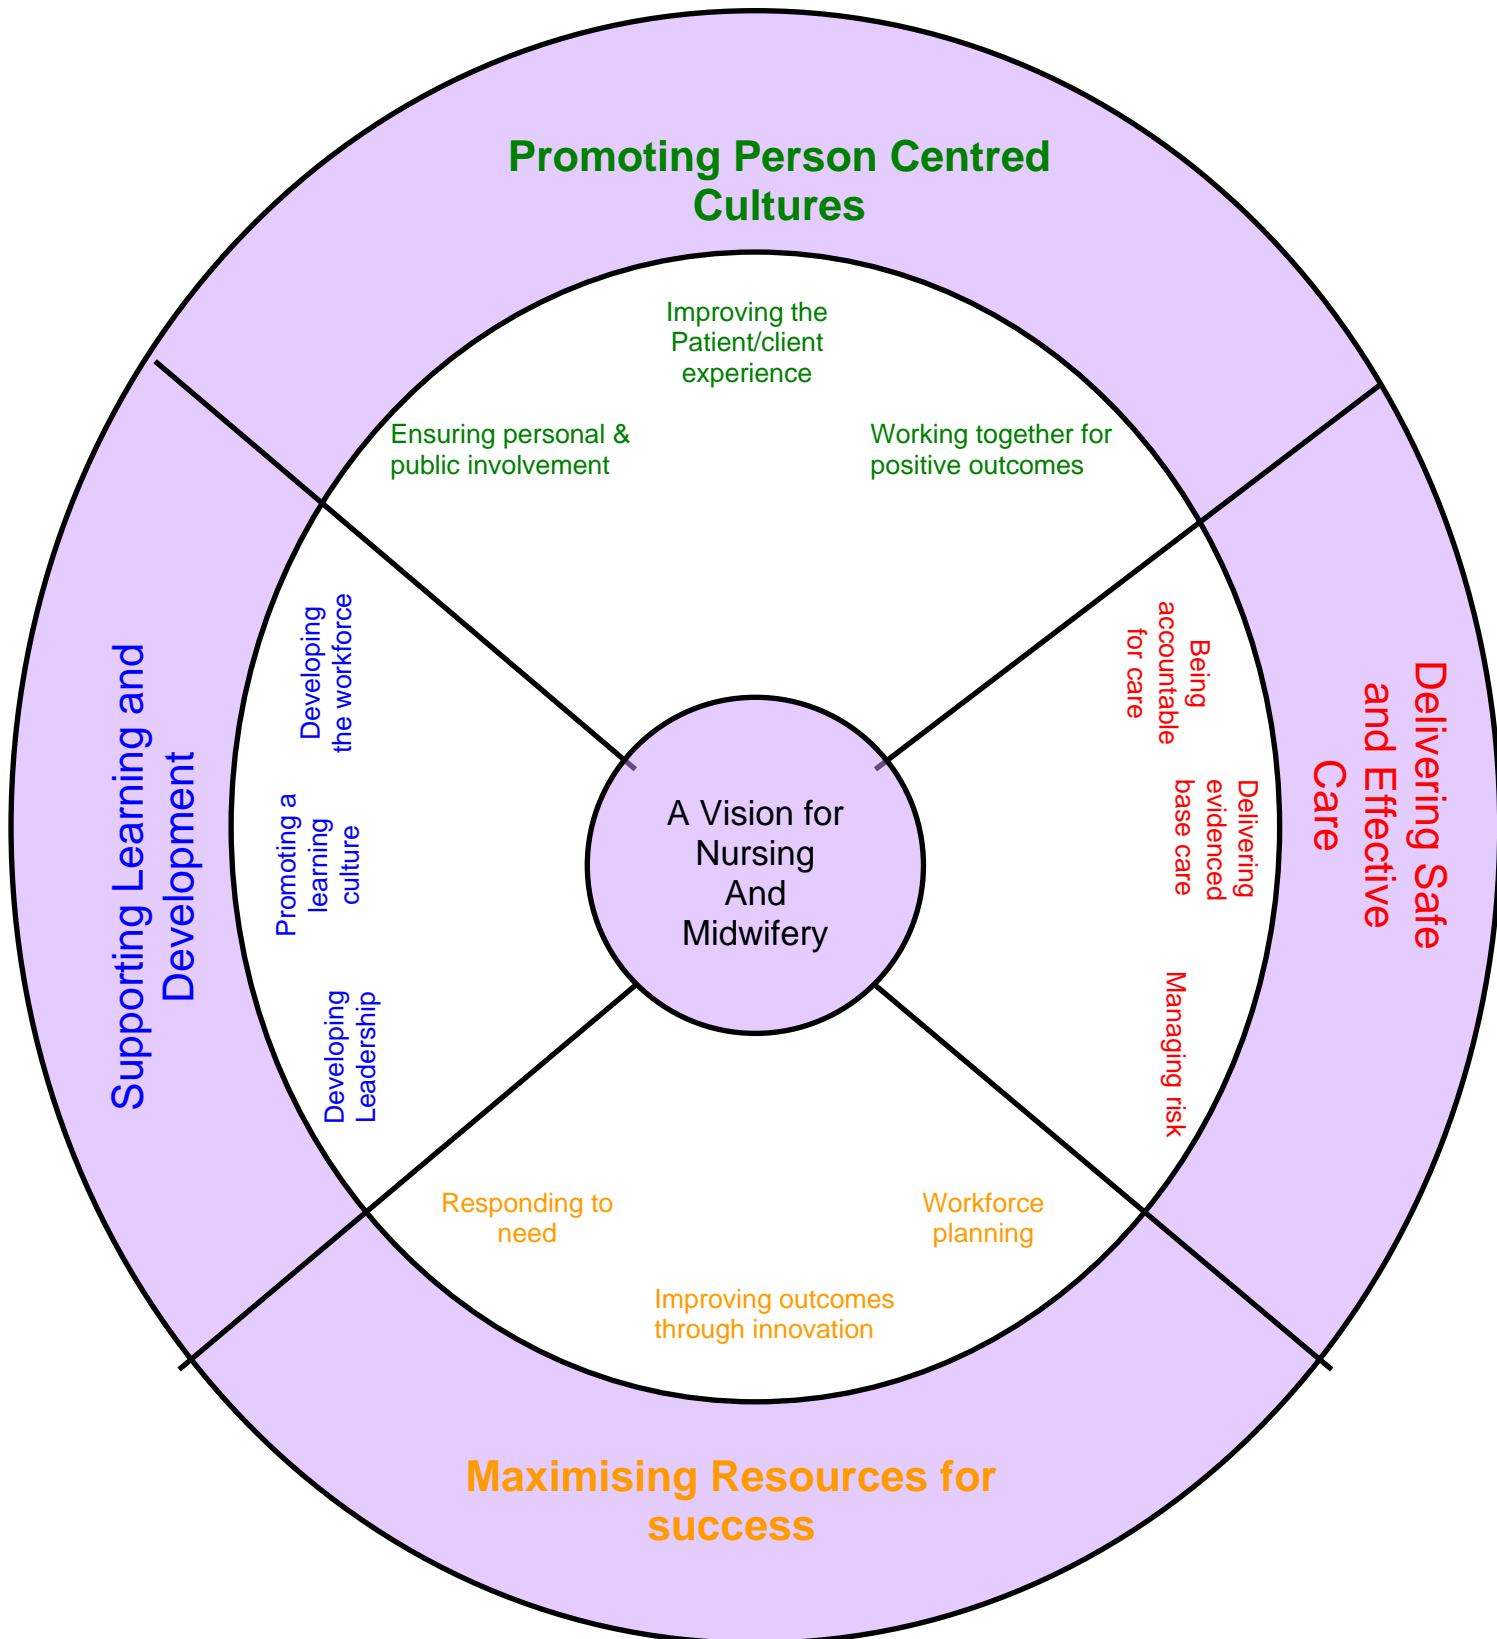 Promoting Person Centred
Cultures
Improving the
Patient/client
experience
Ensuring personal &
public involvement
Working together for
positive outcomes
Supporting Learning and
Development
Developing
the workforce
Promoting a
learning
culture
Developing
Leadership
A Vision for
Nursing
And
Midwifery
Being
accountable
for care
Delivering
evidenced
base care
Managing risk
Delivering Safe
and Effective
Care
Responding to
need
Workforce
planning
Improving outcomes
through innovation
Maximising Resources for
success